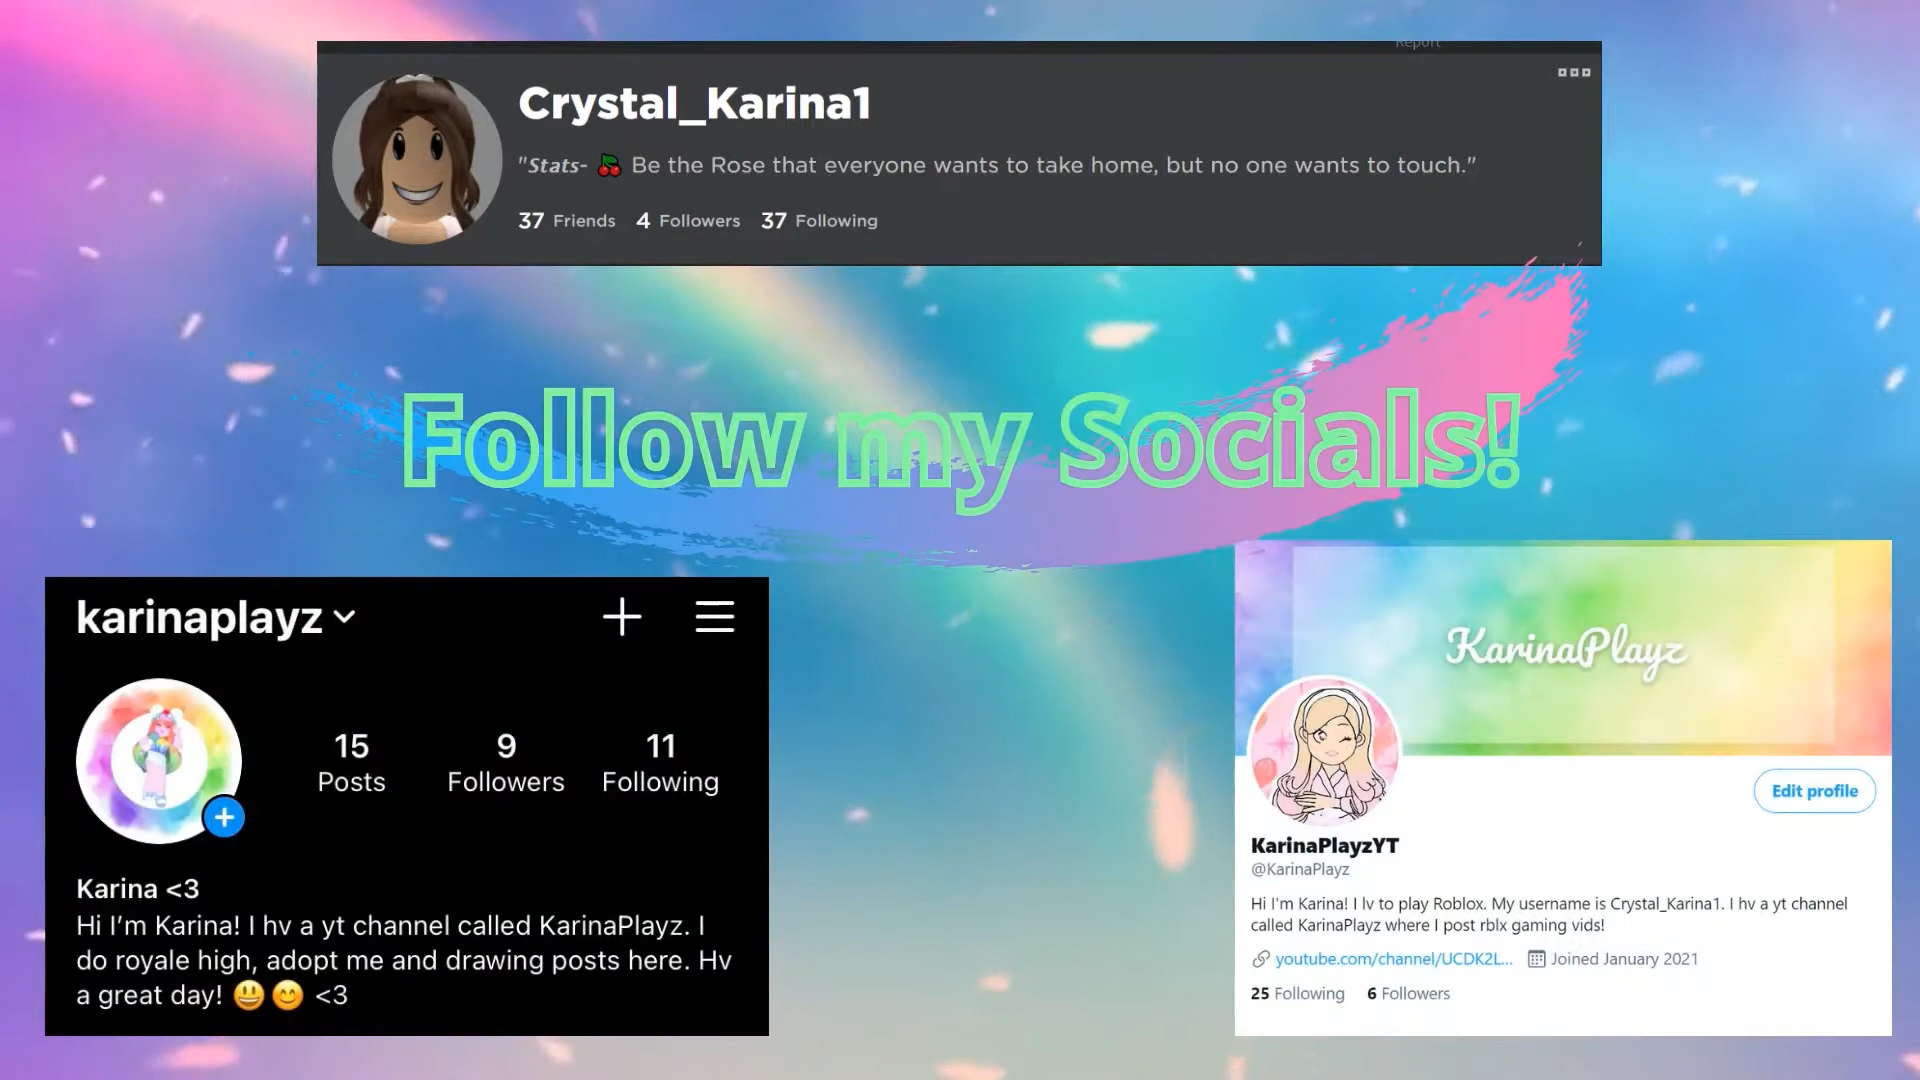 Report
Crystal_Karina1
"Stats- 🍒 Be the Rose that everyone wants to take home, but no one wants to touch."
37 Friends 4 Followers 37 Following
Follow my Socials!
karinaplayz
15 9 11
Posts Followers Following
Karina <3
Hi I'm Karina! I hv a yt channel called KarinaPlayz. I
do royale high, adopt me and drawing posts here. Hv
a great day! 😃 😊 <3
KarinaPlayz
Edit profile
KarinaPlayzYT
@KarinaPlayz
Hi I'm Karina! I lv to play Roblox. My username is Crystal_Karina1. I hv a yt channel
called KarinaPlayz where I post rblx gaming vids!
youtube.com/channel/UCDK2L... Joined January 2021
25 Following 6 Followers